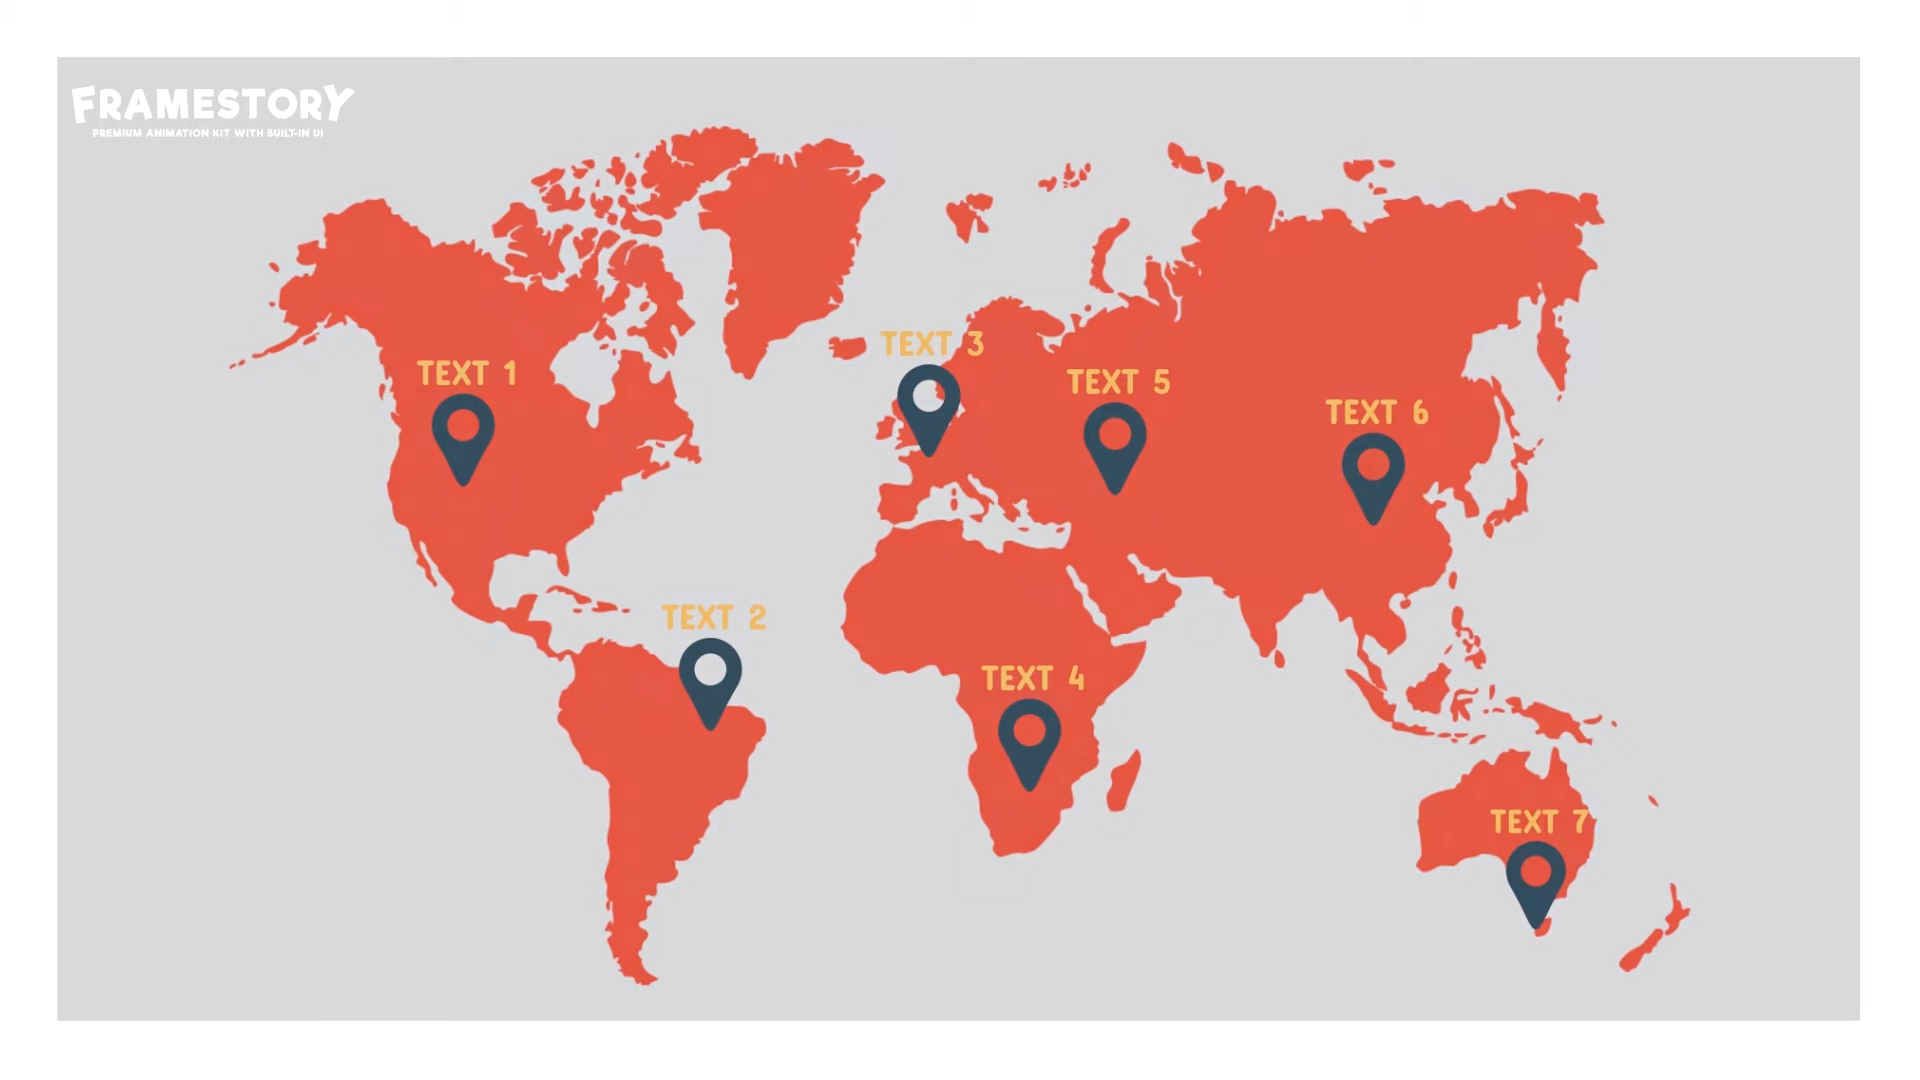 FRAMESTORY
PREMIUM ANIMATION KIT WITH BUILT-IN UI
TEXT 3
TEXT 1
TEXT 5
TEXT 6
TEXT 2
TEXT 4
TEXT 7